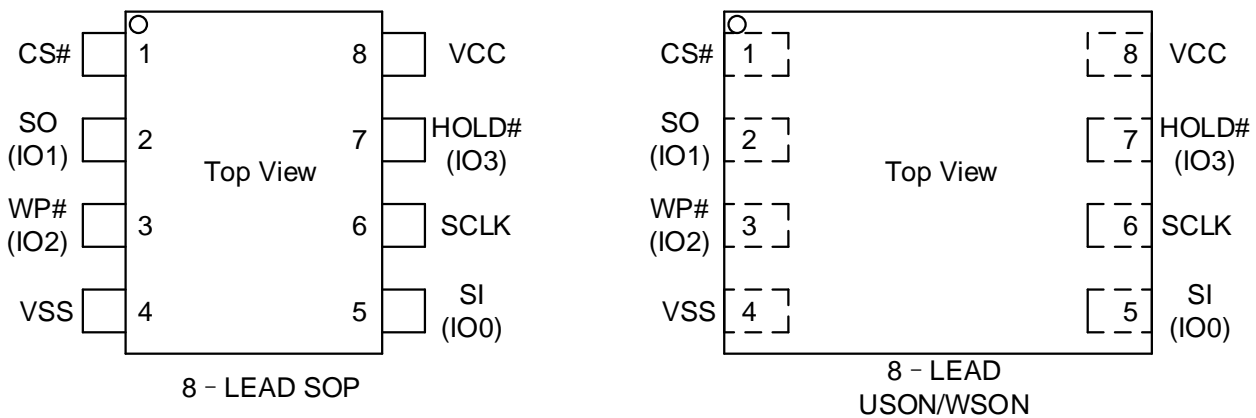 CS# 1 8 VCC
SO
(IO1) 2 7 HOLD#
(IO3)
Top View
WP#
(IO2) 3 6 SCLK
VSS 4 5 SI
(IO0)
8 – LEAD SOP
CS# 1 8 VCC
SO
(IO1) 2 7 HOLD#
(IO3)
Top View
WP#
(IO2) 3 6 SCLK
VSS 4 5 SI
(IO0)
8 – LEAD
USON/WSON